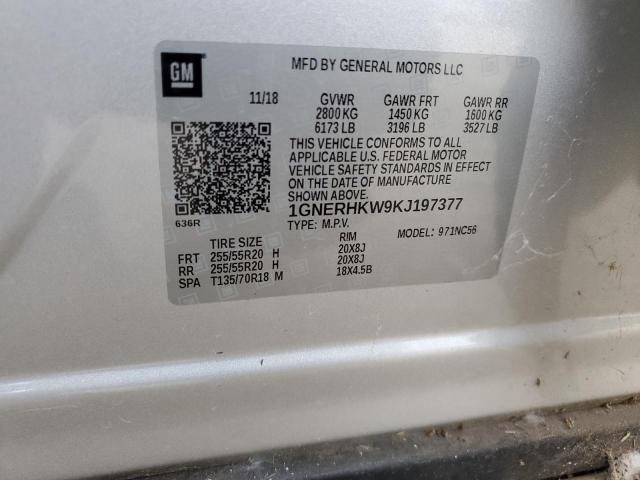 GM
MFD BY GENERAL MOTORS LLC
11/18 GVWR GAWR FRT GAWR RR
2800 KG 1450 KG 1600 KG
6173 LB 3196 LB 3527 LB
THIS VEHICLE CONFORMS TO ALL
APPLICABLE U.S. FEDERAL MOTOR
VEHICLE SAFETY STANDARDS IN EFFECT
ON THE DATE OF MANUFACTURE SHOWN ABOVE.
1GNERHKW9KJ197377
636R
TYPE: M.P.V. MODEL: 971NC56
TIRE SIZE RIM
FRT 255/55R20 H 20X8J
RR 255/55R20 H 20X8J
SPA T135/70R18 M 18X4.5B